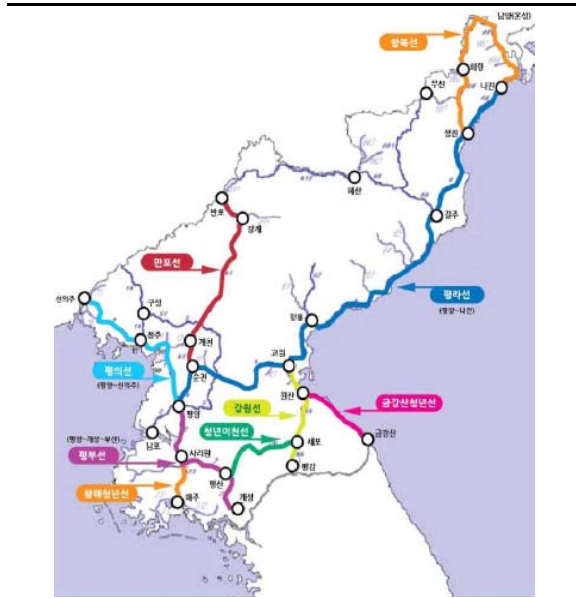 남양(온성)
함북선
회령
나진
무산
청진
혜산
길주
만포
강계
만포선
평라선
(평양~나진)
신의주
구성
정주
개천
함흥
고원
순천
평의선
(평양~신의주)
원산
금강산청년선
강원선
평양
청년이천선
(평양~개성~부산)
남포
세포
금강산
평부선
사리원
평산
평강
황해청년선
해주
개성